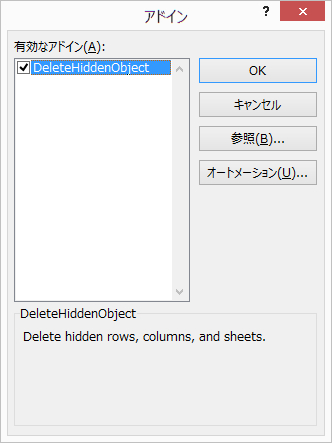 アドイン
?
×
有効なアドイン(A):
DeleteHiddenObject
OK
キャンセル
参照(B)...
オートメーション(U)...
DeleteHiddenObject
Delete hidden rows, columns, and sheets.